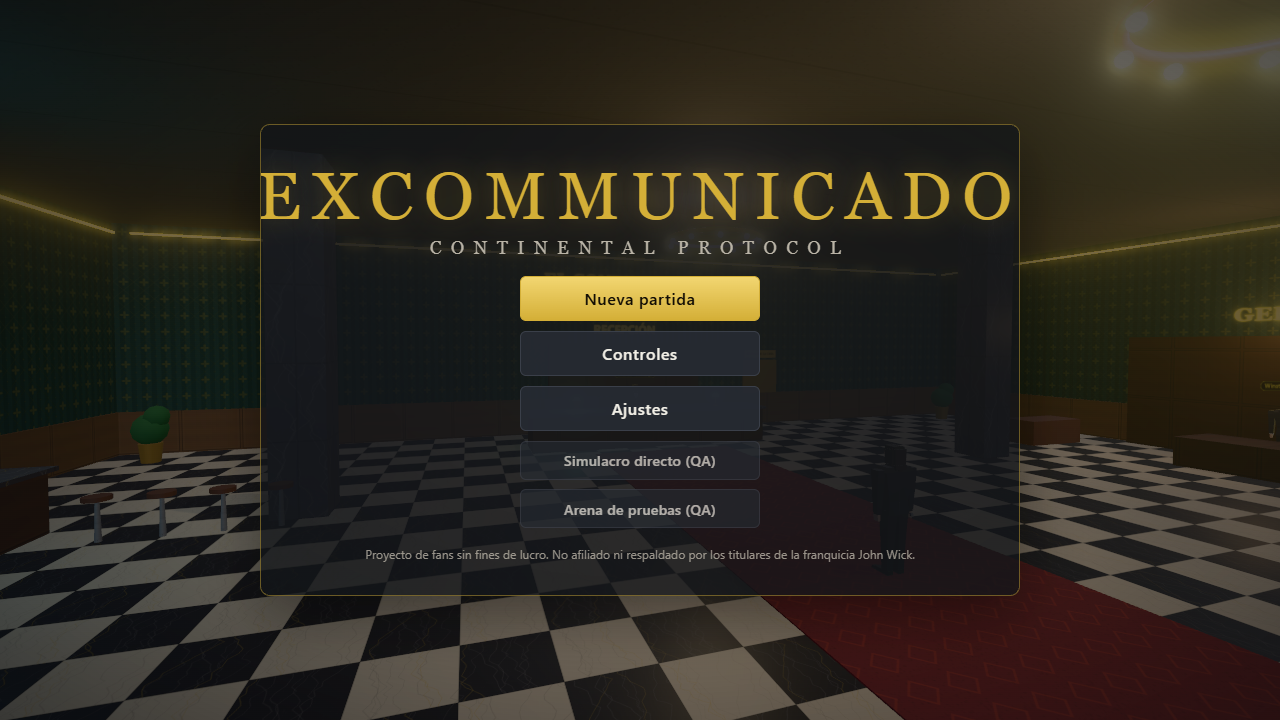 EXCOMMUNICADO
CONTINENTAL PROTOCOL
Nueva partida
RECEPCIÓN
Controles
Ajustes
Simulacro directo (QA)
Arena de pruebas (QA)
Proyecto de fans sin fines de lucro. No afiliado ni respaldado por los titulares de la franquicia John Wick.